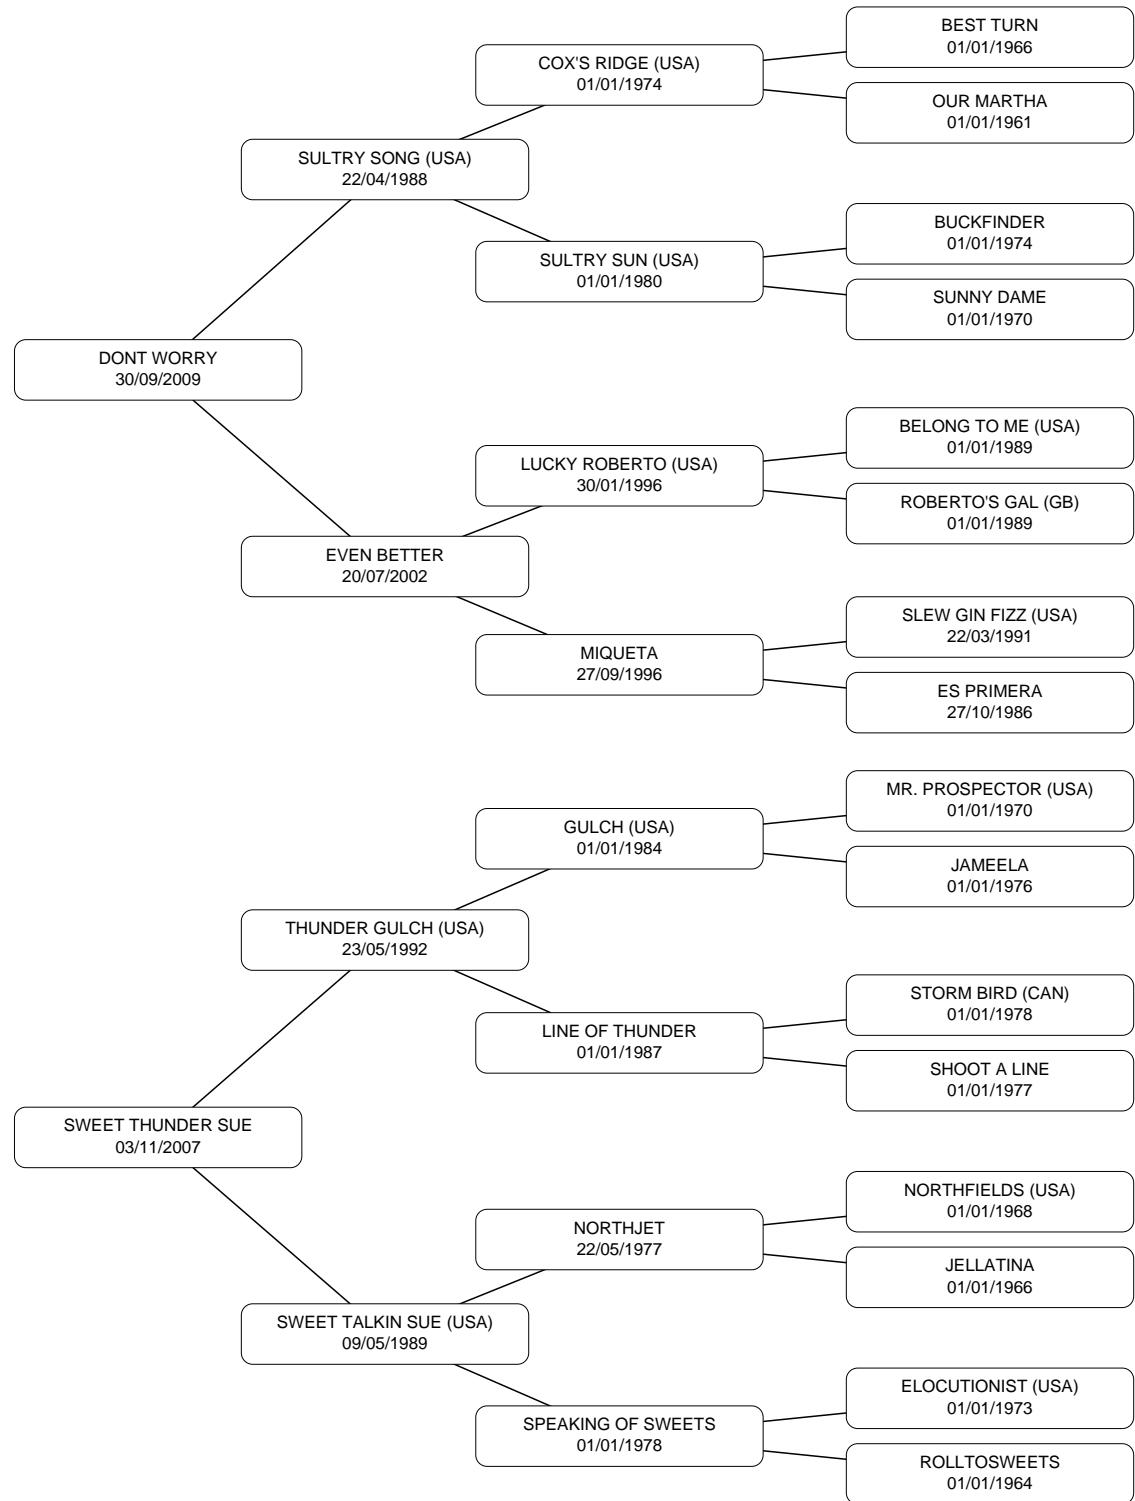 BEST TURN
01/01/1966
COX'S RIDGE (USA)
01/01/1974
OUR MARTHA
01/01/1961
SULTRY SONG (USA)
22/04/1988
BUCKFINDER
01/01/1974
SULTRY SUN (USA)
01/01/1980
SUNNY DAME
01/01/1970
DONT WORRY
30/09/2009
BELONG TO ME (USA)
01/01/1989
LUCKY ROBERTO (USA)
30/01/1996
ROBERTO'S GAL (GB)
01/01/1989
EVEN BETTER
20/07/2002
SLEW GIN FIZZ (USA)
22/03/1991
MIQUETA
27/09/1996
ES PRIMERA
27/10/1986
MR. PROSPECTOR (USA)
01/01/1970
GULCH (USA)
01/01/1984
JAMEELA
01/01/1976
THUNDER GULCH (USA)
23/05/1992
STORM BIRD (CAN)
01/01/1978
LINE OF THUNDER
01/01/1987
SHOOT A LINE
01/01/1977
SWEET THUNDER SUE
03/11/2007
NORTHFIELDS (USA)
01/01/1968
NORTHJET
22/05/1977
JELLATINA
01/01/1966
SWEET TALKIN SUE (USA)
09/05/1989
ELOCUTIONIST (USA)
01/01/1973
SPEAKING OF SWEETS
01/01/1978
ROLLTOSWEETS
01/01/1964